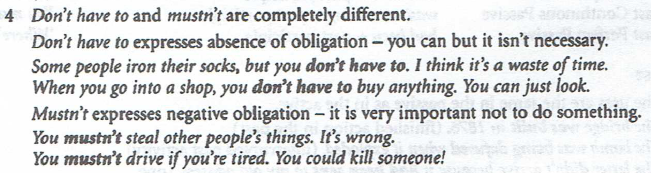 4 Don't have to and mustn't are completely different.
Don't have to expresses absence of obligation – you can but it isn't necessary.
Some people iron their socks, but you don't have to. I think it's a waste of time.
When you go into a shop, you don't have to buy anything. You can just look.
Mustn't expresses negative obligation – it is very important not to do something.
You mustn't steal other people's things. It's wrong.
You mustn't drive if you're tired. You could kill someone!